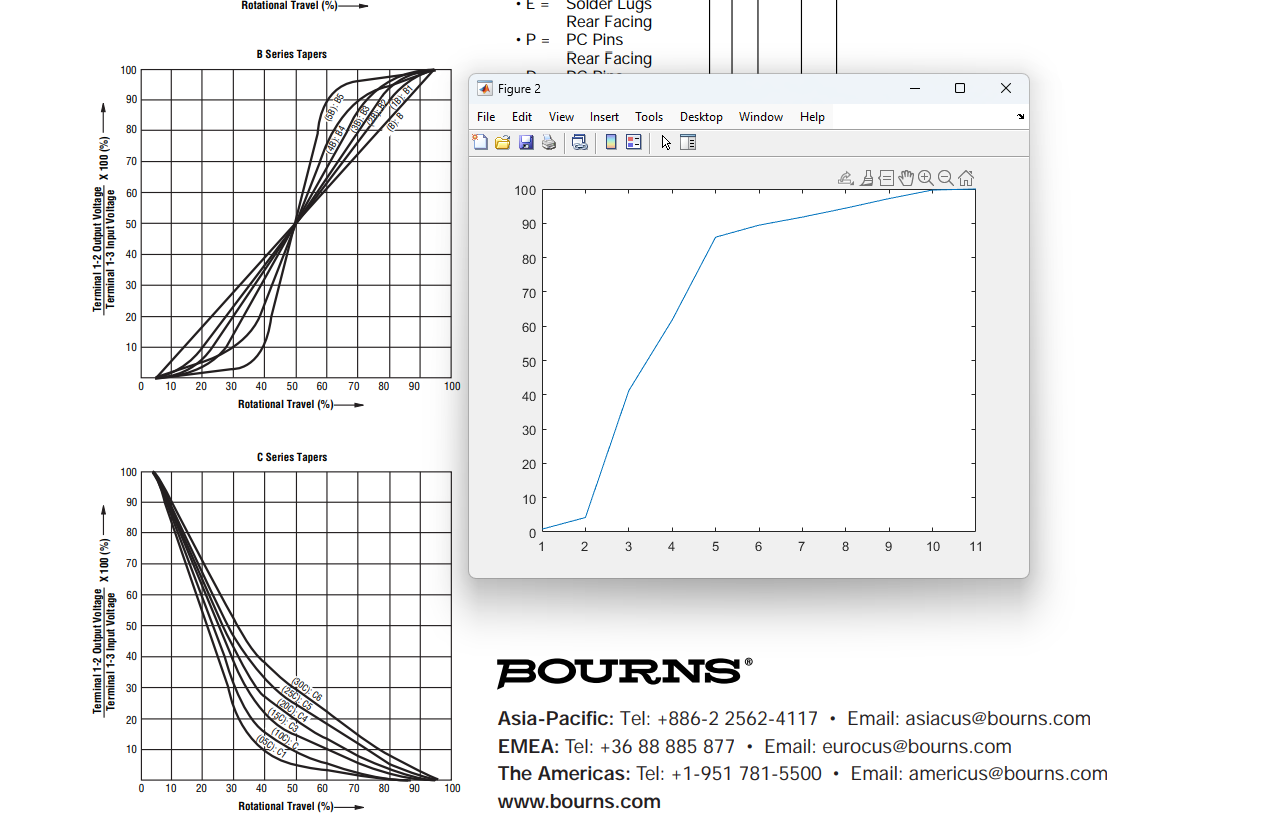 Rotational Travel (%)
• E = Solder Lugs
Rear Facing
• P = PC Pins
Rear Facing
B Series Tapers
100
90
80
70
60
50
40
30
20
10
0 10 20 30 40 50 60 70 80 90 100
Terminal 1-2 Output Voltage
Terminal 1-3 Input Voltage
X 100 (%)
(5B): B5
(4B): B4
(3B): B3
(2B): B2
(1B): B1
(B): B
Rotational Travel (%)
Figure 2
File Edit View Insert Tools Desktop Window Help
100
90
80
70
60
50
40
30
20
10
0
1 2 3 4 5 6 7 8 9 10 11
C Series Tapers
100
90
80
70
60
50
40
30
20
10
0 10 20 30 40 50 60 70 80 90 100
Terminal 1-2 Output Voltage
Terminal 1-3 Input Voltage
X 100 (%)
(30C): C6
(25C): C5
(20C): C4
(15C): C3
(10C): C
(05C): C1
Rotational Travel (%)
BOURNS®
Asia-Pacific: Tel: +886-2 2562-4117 • Email: asiacus@bourns.com
EMEA: Tel: +36 88 885 877 • Email: eurocus@bourns.com
The Americas: Tel: +1-951 781-5500 • Email: americus@bourns.com
www.bourns.com